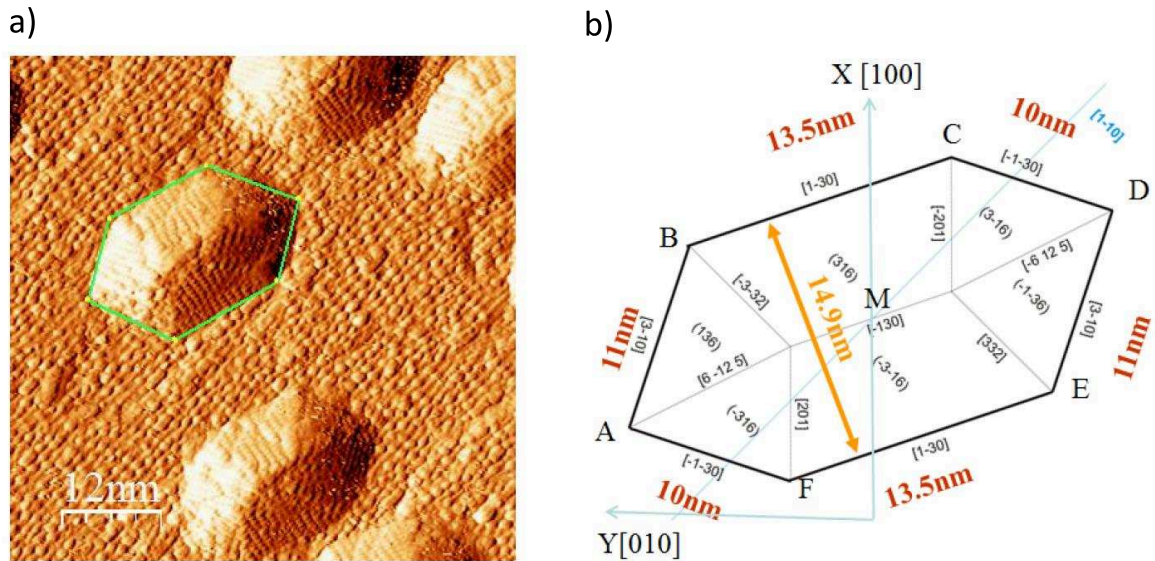 a)
12nm
b)
X [100]
13.5nm
10nm
[1-10]
C
[-1-30]
[1-30]
D
B
[-201]
(3-16)
[-6 12 5]
(316)
[-3-32]
14.9nm
M
(-1-36)
[-130]
[3-10]
11nm
[3-10]
(136)
[332]
11nm
[6 -12 5]
(-3-16)
E
A
(-316)
[201]
[1-30]
[-1-30]
F
10nm
13.5nm
Y[010]